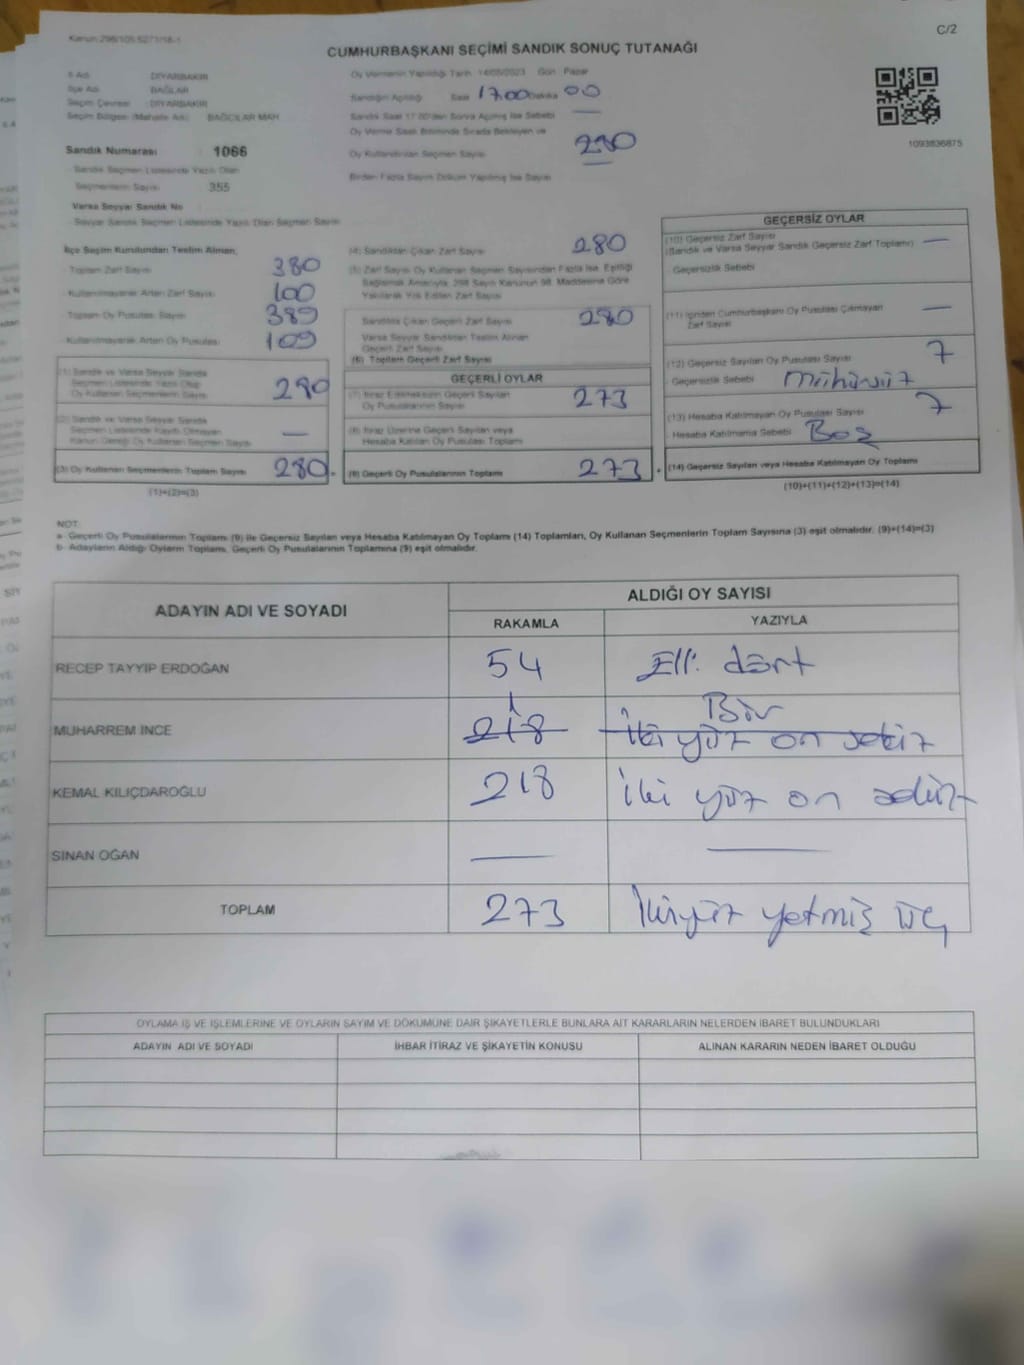 Kanun:298/105.5271/18-1
C/2
CUMHURBAŞKANI SEÇİMİ SANDIK SONUÇ TUTANAĞI
İl Adı : DİYARBAKIR
İlçe Adı : BAĞLAR
Seçim Çevresi : DİYARBAKIR
Seçim Bölgesi (Mahalle Adı) : BAĞCILAR MAH
Sandık Numarası : 1066
- Sandık Seçmen Listesinde Yazılı Olan
Seçmenlerin Sayısı : 355
Varsa Seyyar Sandık No
- Seyyar Sandık Seçmen Listesinde Yazılı Olan Seçmen Sayısı
Oy Vermenin Yapıldığı Tarih 14/05/2023 Gün Pazar
Sandığın Açıldığı Saat 17.00 Dakika 00
Sandık Saat 17.00'den Sonra Açılmış İse Sebebi —
Oy Verme Saati Bitiminde Sırada Bekleyen ve
Oy Kullandırılan Seçmen Sayısı 280
Birden Fazla Sayım Döküm Yapılmış İse Sayısı —
1093836875
İlçe Seçim Kurulundan Teslim Alınan;
- Toplam Zarf Sayısı 380
- Kullanılmayarak Artan Zarf Sayısı 100
- Toplam Oy Pusulası Sayısı 389
- Kullanılmayarak Artan Oy Pusulası 109
(1) Sandık ve Varsa Seyyar Sandık
Seçmen Listesinde Yazılı Olup
Oy Kullanan Seçmenlerin Sayısı 280
(2) Sandık ve Varsa Seyyar Sandık
Seçmen Listesinde Kayıtlı Olmayan
Kanun Gereği Oy Kullanan Seçmen Sayısı —
(3) Oy Kullanan Seçmenlerin Toplam Sayısı 280
(1)+(2)=(3)
(4) Sandıktan Çıkan Zarf Sayısı 280
(5) Zarf Sayısı Oy Kullanan Seçmen Sayısından Fazla İse, Eşitliği
Sağlamak Amacıyla, 298 Sayılı Kanunun 98. Maddesine Göre
Yakılarak Yok Edilen Zarf Sayısı
Sandıkta Çıkan Geçerli Zarf Sayısı 280
Varsa Seyyar Sandıktan Teslim Alınan
Geçerli Zarf Sayısı
(6) Toplam Geçerli Zarf Sayısı
GEÇERLİ OYLAR
(7) İtiraz Edilmeksizin Geçerli Sayılan
Oy Pusulalarının Sayısı 273
(8) İtiraz Üzerine Geçerli Sayılan veya
Hesaba Katılan Oy Pusulası Toplamı
(9) Geçerli Oy Pusulalarının Toplamı 273
GEÇERSİZ OYLAR
(10) Geçersiz Zarf Sayısı
(Sandık ve Varsa Seyyar Sandık Geçersiz Zarf Toplamı) —
- Geçersizlik Sebebi
(11) İçinden Cumhurbaşkanı Oy Pusulası Çıkmayan
Zarf Sayısı —
(12) Geçersiz Sayılan Oy Pusulası Sayısı 7
- Geçersizlik Sebebi mühürsüz
(13) Hesaba Katılmayan Oy Pusulası Sayısı 7
- Hesaba Katılmama Sebebi Boş
(14) Geçersiz Sayılan veya Hesaba Katılmayan Oy Toplamı
(10)+(11)+(12)+(13)=(14)
NOT:
a- Geçerli Oy Pusulalarının Toplamı (9) ile Geçersiz Sayılan veya Hesaba Katılmayan Oy Toplamı (14) Toplamları, Oy Kullanan Seçmenlerin Toplam Sayısına (3) eşit olmalıdır. (9)+(14)=(3)
b- Adayların Aldığı Oyların Toplamı, Geçerli Oy Pusulalarının Toplamına (9) eşit olmalıdır.
ADAYIN ADI VE SOYADI
ALDIĞI OY SAYISI
RAKAMLA YAZIYLA
RECEP TAYYİP ERDOĞAN 54 Elli dört
1 Bir
MUHARREM İNCE 218 İki yüz on sekiz
KEMAL KILIÇDAROĞLU 218 İki yüz on sekiz
SİNAN OĞAN — —
TOPLAM 273 İkiyüz yetmiş üç
OYLAMA İŞ VE İŞLEMLERİNE VE OYLARIN SAYIM VE DÖKÜMÜNE DAİR ŞİKAYETLERLE BUNLARA AİT KARARLARIN NELERDEN İBARET BULUNDUKLARI
ADAYIN ADI VE SOYADI İHBAR İTİRAZ VE ŞİKAYETİN KONUSU ALINAN KARARIN NEDEN İBARET OLDUĞU